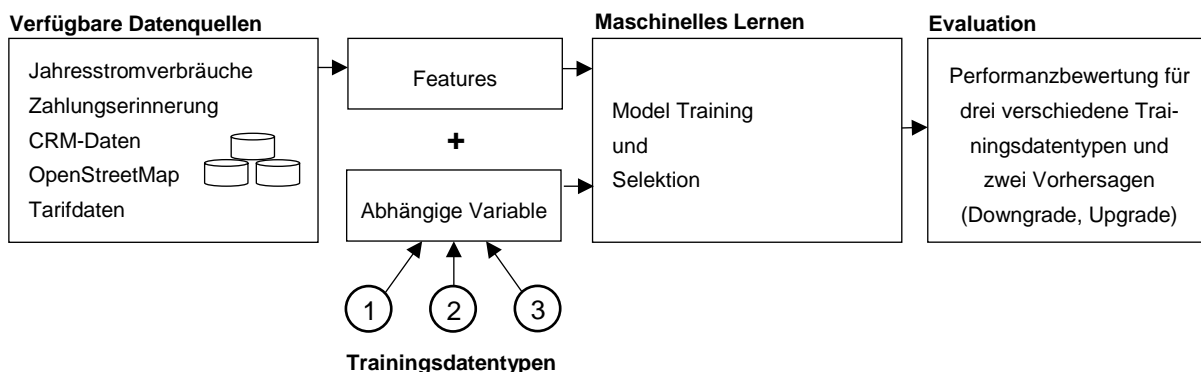 Verfügbare Datenquellen
Jahresstromverbräuche
Zahlungserinnerung
CRM-Daten
OpenStreetMap
Tarifdaten
Features
+
Abhängige Variable
1 2 3
Trainingsdatentypen
Maschinelles Lernen
Model Training
und
Selektion
Evaluation
Performanzbewertung für
drei verschiedene Trai-
ningsdatentypen und
zwei Vorhersagen
(Downgrade, Upgrade)